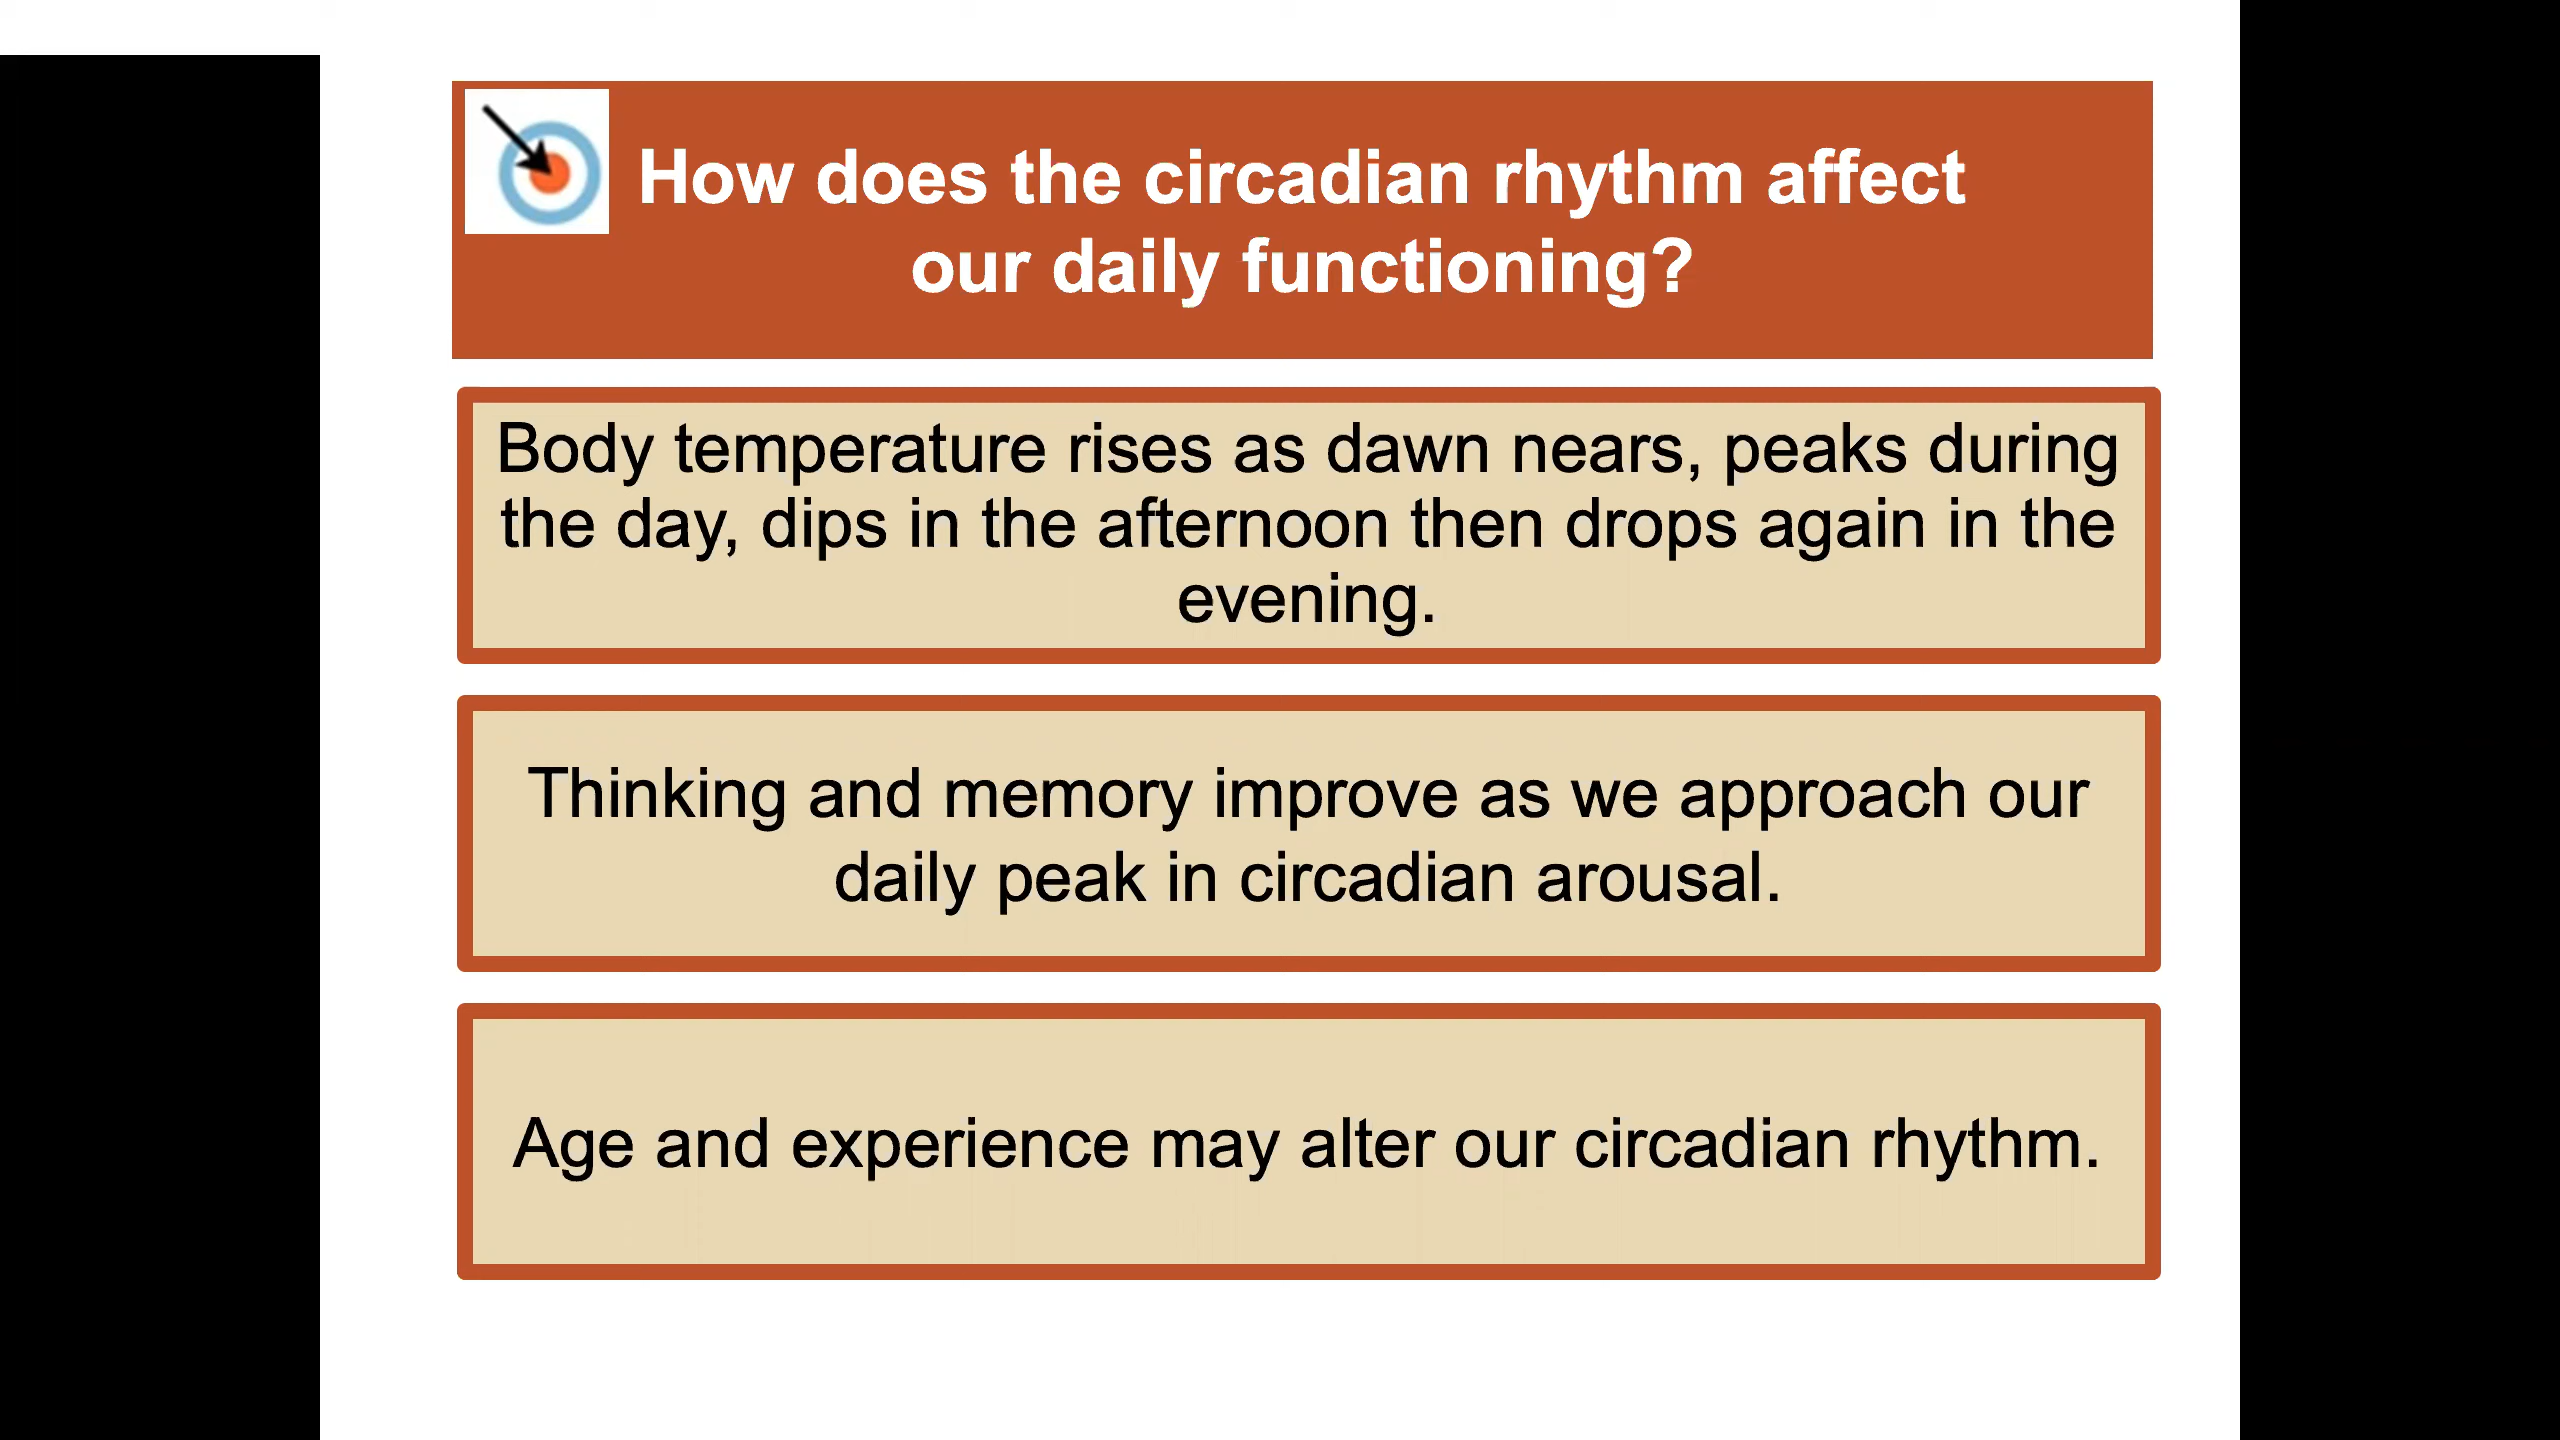 How does the circadian rhythm affect
our daily functioning?
Body temperature rises as dawn nears, peaks during
the day, dips in the afternoon then drops again in the
evening.
Thinking and memory improve as we approach our
daily peak in circadian arousal.
Age and experience may alter our circadian rhythm.